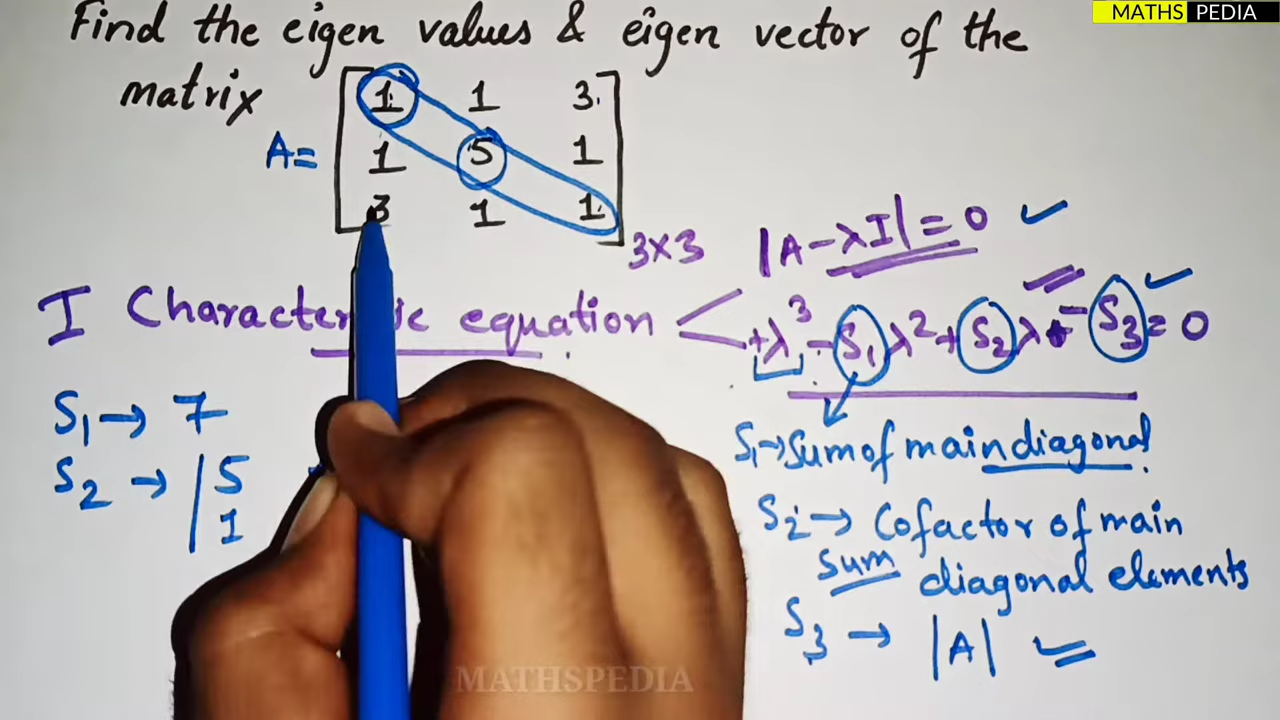 MATHS PEDIA
Find the eigen values & eigen vector of the
matrix
A=
1 1 3
1 5 1
3 1 1
3×3
|A-λI|=0 ✓
I Characteristic equation < +λ³-S₁λ²+S₂λ-S₃=0 ✓
S₁→7
S₂→|5
1
S₁→Sum of main diagonal
S₂→Cofactor of main
Sum diagonal elements
S₃→|A| ✓
MATHSPEDIA